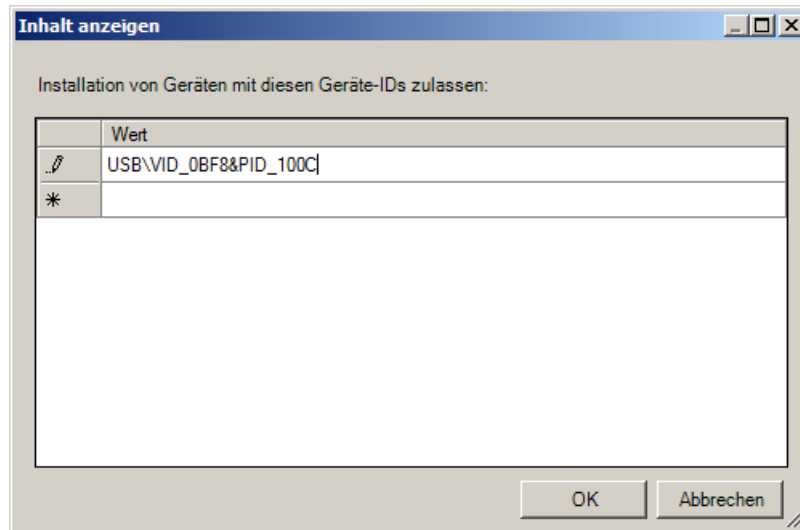 Inhalt anzeigen
Installation von Geräten mit diesen Geräte-IDs zulassen:
Wert
USB\VID_0BF8&PID_100C
OK Abbrechen